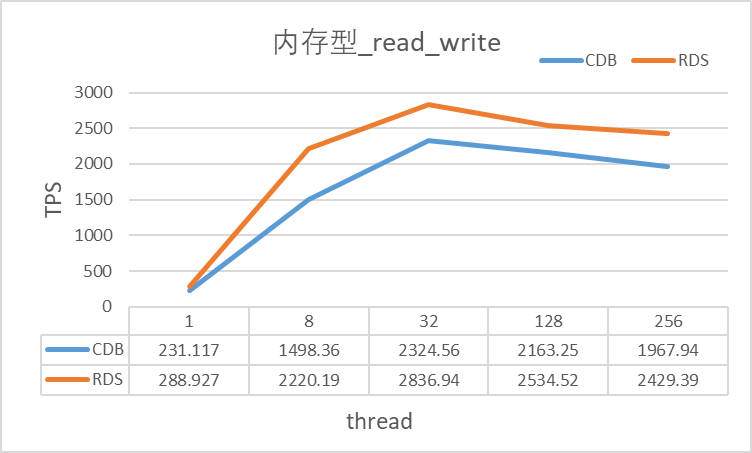 内存型_read_write
CDB RDS
3000
2500
2000
1500
1000
500
0
TPS
1 8 32 128 256
CDB 231.117 1498.36 2324.56 2163.25 1967.94
RDS 288.927 2220.19 2836.94 2534.52 2429.39
thread